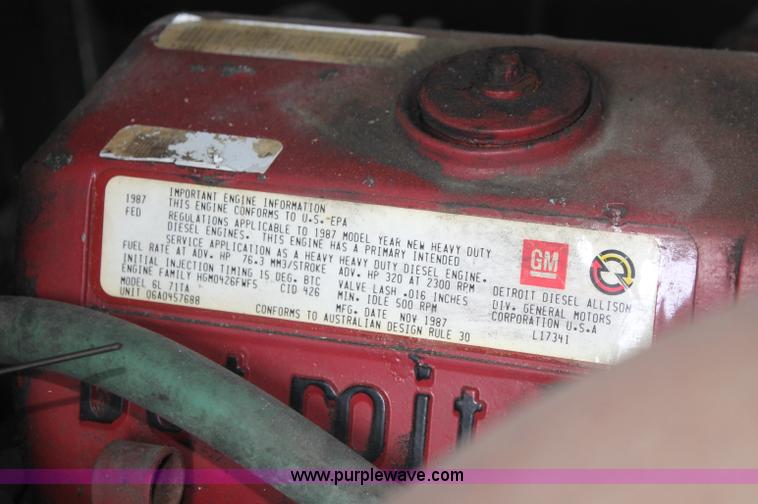 1987
FED
IMPORTANT ENGINE INFORMATION
THIS ENGINE CONFORMS TO U.S. EPA
REGULATIONS APPLICABLE TO 1987 MODEL YEAR NEW HEAVY DUTY
DIESEL ENGINES. THIS ENGINE HAS A PRIMARY INTENDED
SERVICE APPLICATION AS A HEAVY HEAVY DUTY DIESEL ENGINE.
FUEL RATE AT ADV. HP 76.3 MM3/STROKE ADV. HP 320 AT 2300 RPM
INITIAL INJECTION TIMING 15 DEG. BTC VALVE LASH .016 INCHES
ENGINE FAMILY HGM0426FWF5 CID 426 MIN. IDLE 500 RPM
MODEL 6L 71TA MFG. DATE NOV 1987
UNIT 06A0457688
CONFORMS TO AUSTRALIAN DESIGN RULE 30
GM
DETROIT DIESEL ALLISON
DIV. GENERAL MOTORS
CORPORATION U.S.A
L1734I
mit
www.purplewave.com